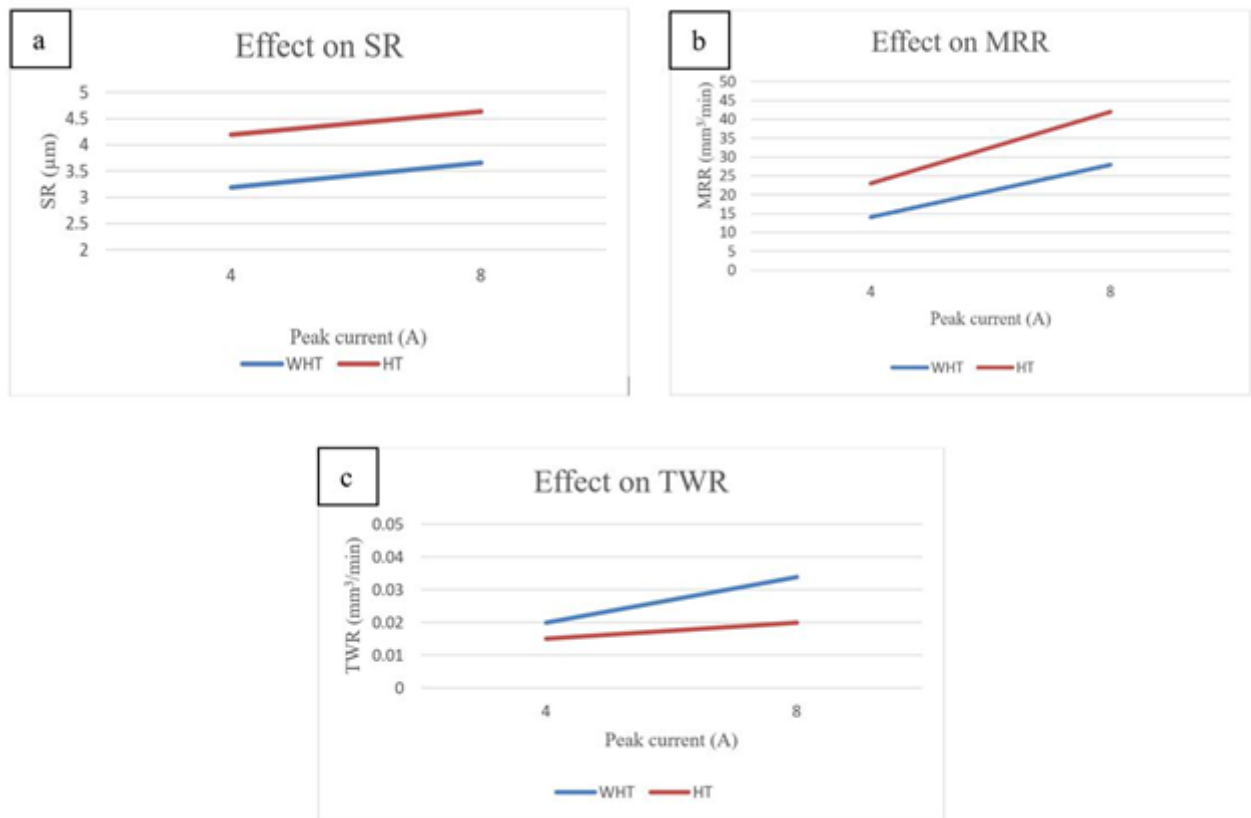 a
Effect on SR
SR (µm)
5
4.5
4
3.5
3
2.5
2
4 8
Peak current (A)
WHT HT
b
Effect on MRR
MRR (mm³/min)
50
45
40
35
30
25
20
15
10
5
0
4 8
Peak current (A)
WHT HT
c
Effect on TWR
TWR (mm³/min)
0.05
0.04
0.03
0.02
0.01
0
4 8
Peak current (A)
WHT HT